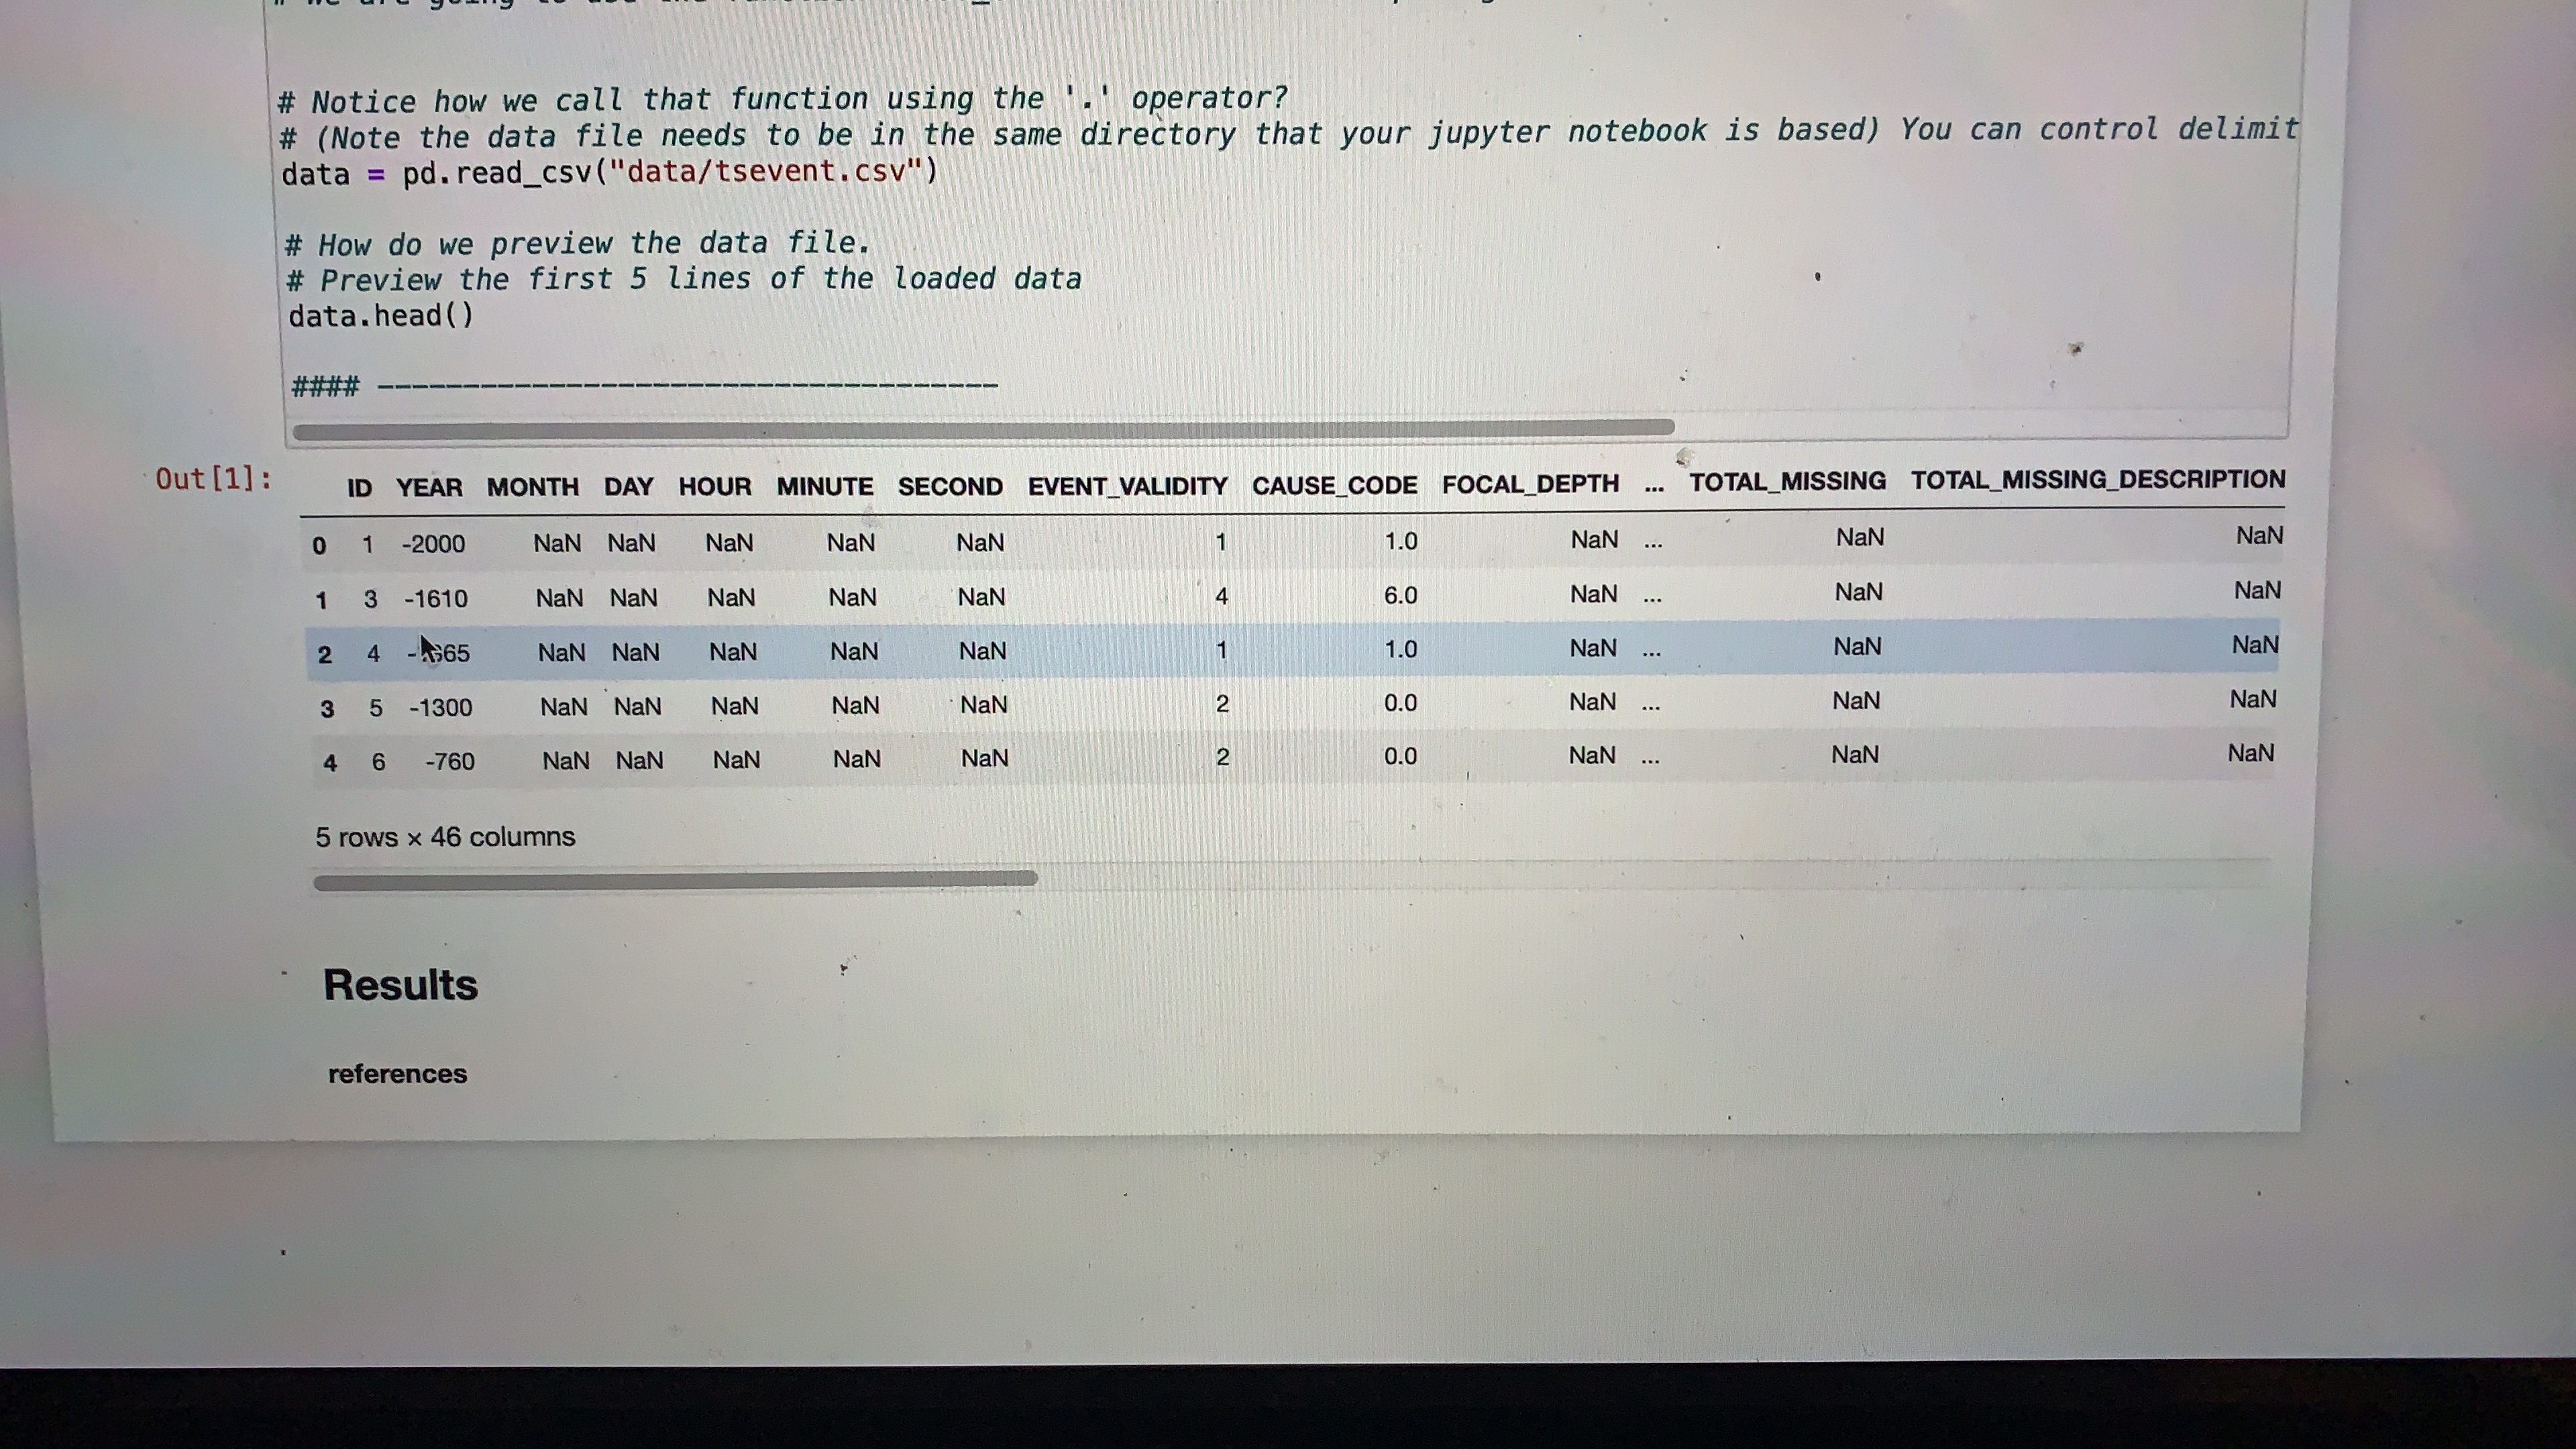 # Notice how we call that function using the '.' operator?
# (Note the data file needs to be in the same directory that your jupyter notebook is based) You can control delimit
data = pd.read_csv("data/tsevent.csv")
# How do we preview the data file.
# Preview the first 5 lines of the loaded data
data.head()
#### ------------------------------------
Out[1]:
ID YEAR MONTH DAY HOUR MINUTE SECOND EVENT_VALIDITY CAUSE_CODE FOCAL_DEPTH ... TOTAL_MISSING TOTAL_MISSING_DESCRIPTION
0 1 -2000 NaN NaN NaN NaN NaN 1 1.0 NaN ... NaN NaN
1 3 -1610 NaN NaN NaN NaN NaN 4 6.0 NaN ... NaN NaN
2 4 NaN NaN NaN NaN NaN 1 1.0 NaN ... NaN NaN
3 5 -1300 NaN NaN NaN NaN NaN 2 0.0 NaN ... NaN NaN
4 6 -760 NaN NaN NaN NaN NaN 2 0.0 NaN ... NaN NaN
5 rows × 46 columns
Results
references